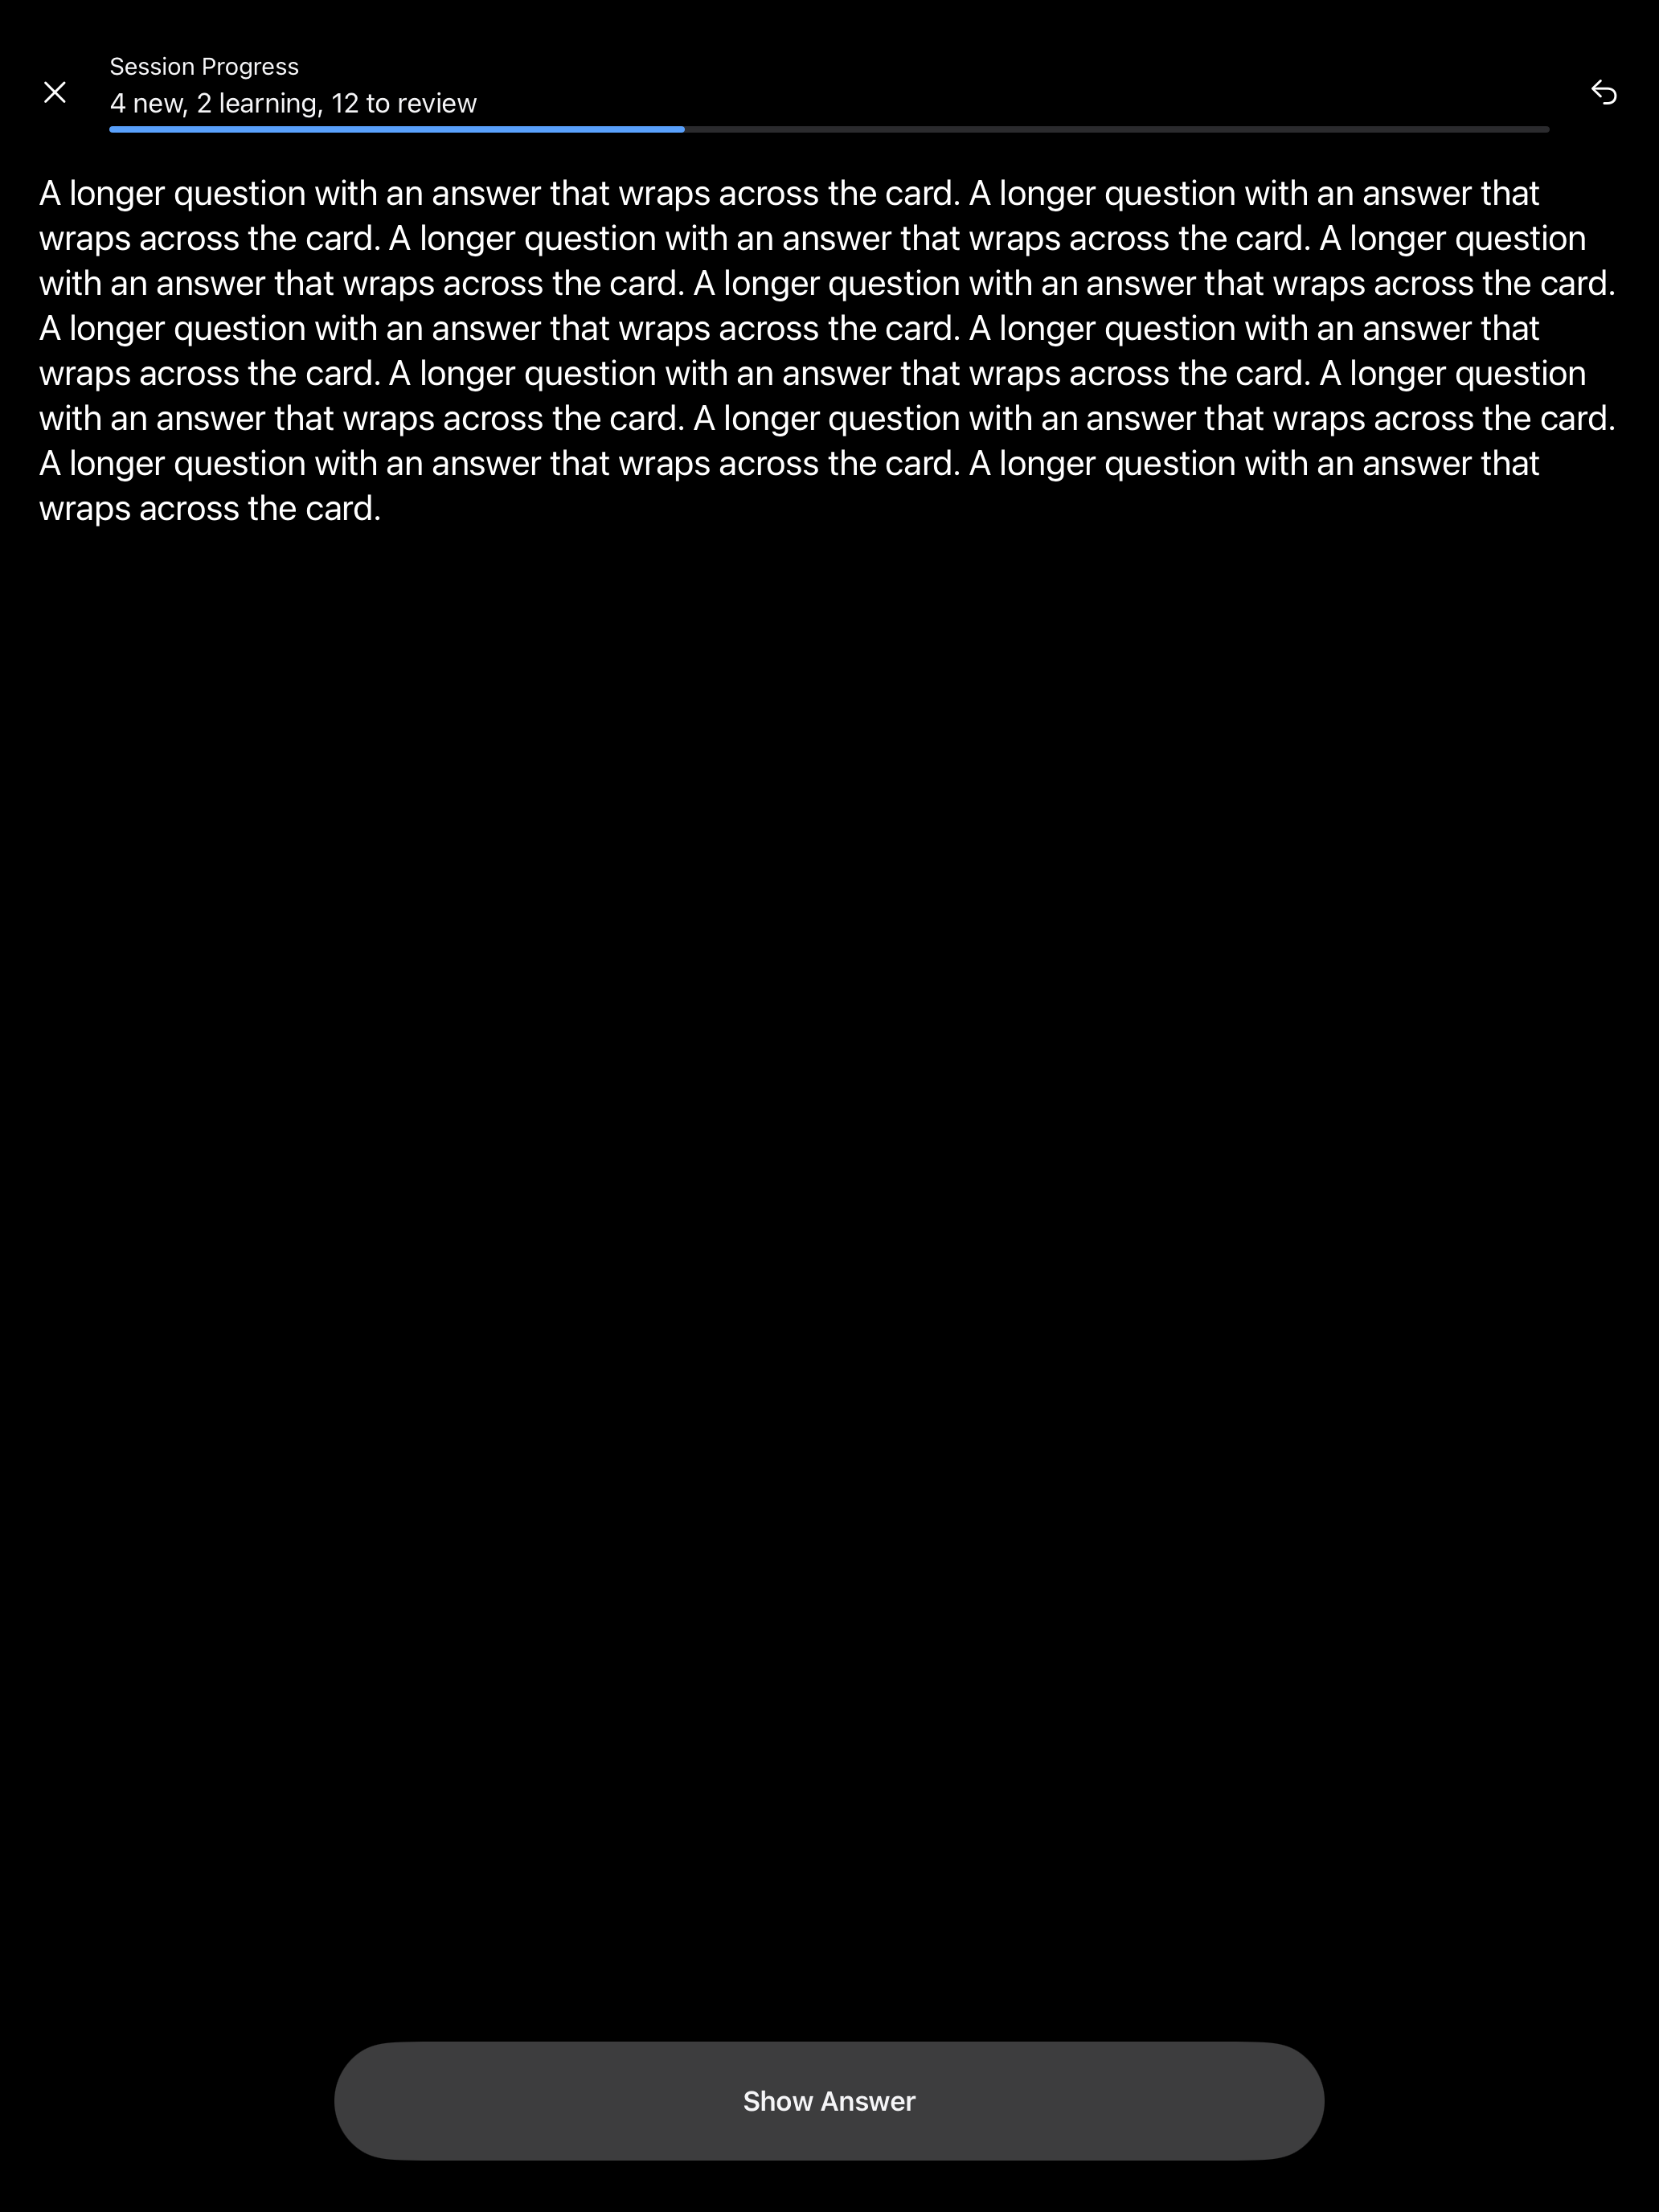 Session Progress
4 new, 2 learning, 12 to review
A longer question with an answer that wraps across the card. A longer question with an answer that
wraps across the card. A longer question with an answer that wraps across the card. A longer question
with an answer that wraps across the card. A longer question with an answer that wraps across the card.
A longer question with an answer that wraps across the card. A longer question with an answer that
wraps across the card. A longer question with an answer that wraps across the card. A longer question
with an answer that wraps across the card. A longer question with an answer that wraps across the card.
A longer question with an answer that wraps across the card. A longer question with an answer that
wraps across the card.
Show Answer